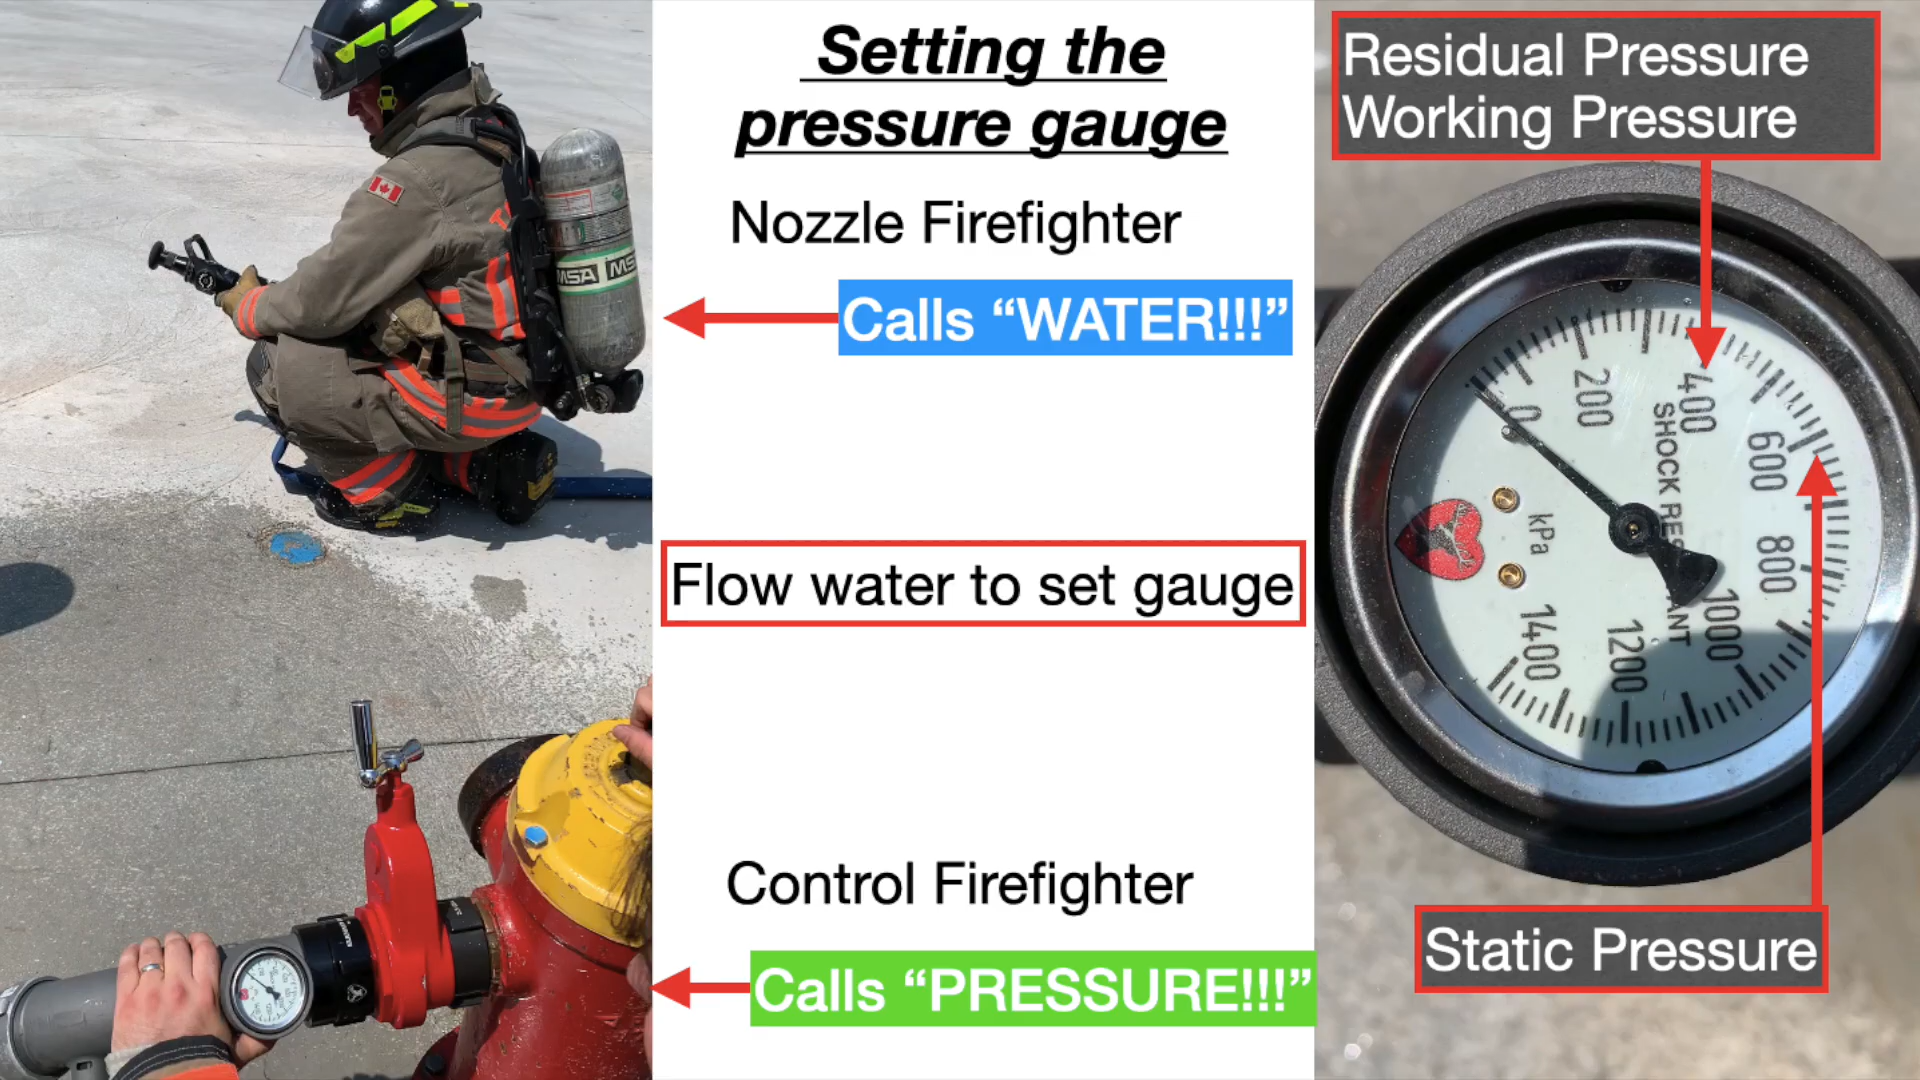 Setting the
pressure gauge
Nozzle Firefighter
Calls “WATER!!!”
Flow water to set gauge
Control Firefighter
Calls “PRESSURE!!!”
Residual Pressure
Working Pressure
Static Pressure
MSA
MS
0
200
400
600
800
1000
1200
1400
kPa
SHOCK RES ANT